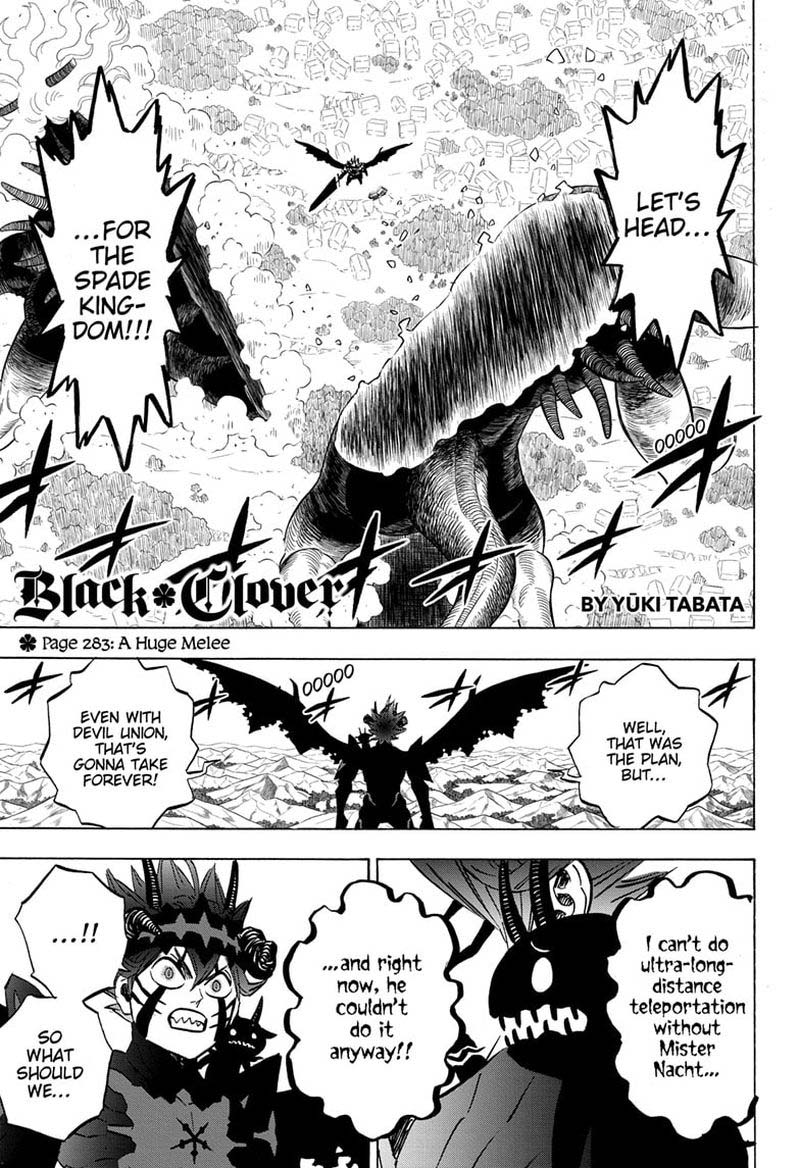 LET'S
HEAD...
...FOR
THE
SPADE
KING-
DOM!!!
OOOOO
Black Clover
BY YŪKI TABATA
Page 283: A Huge Melee
WELL,
THAT WAS
THE PLAN,
BUT...
OOOOO
EVEN WITH
DEVIL UNION,
THAT'S
GONNA TAKE
FOREVER!
I can't do
ultra-long-
distance
teleportation
without
Mister
Nacht...
...and right
now, he
couldn't
do it
anyway!!
...!!
SO
WHAT
SHOULD
WE...